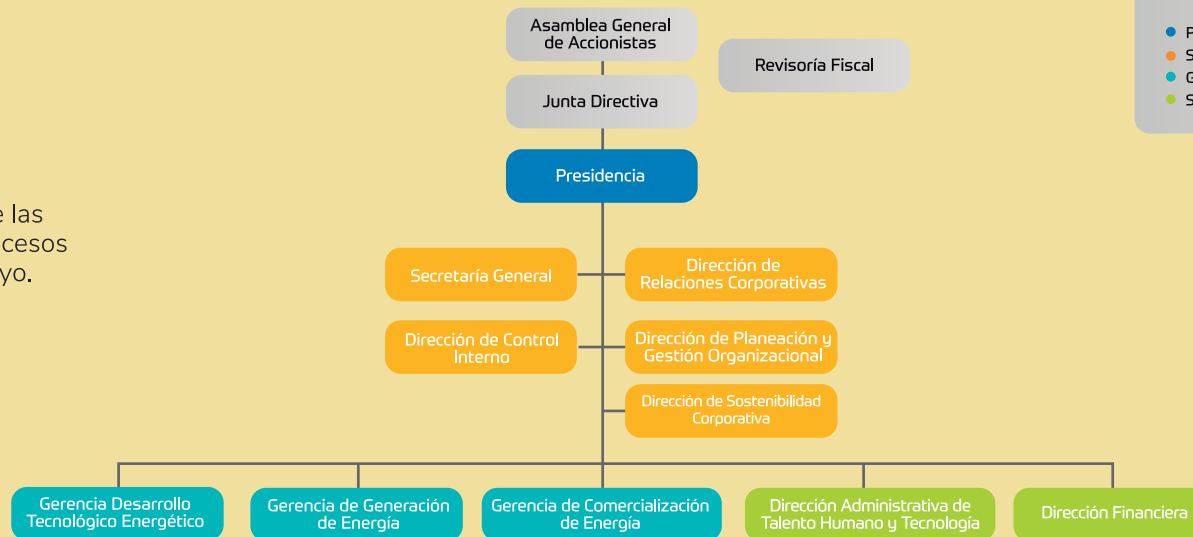 Asamblea General
de Accionistas
Revisoría Fiscal
Junta Directiva
Presidencia
las
yo.
Secretaría General
Dirección de
Relaciones Corporativas
Dirección de Control
Interno
Dirección de Planeación y
Gestión Organizacional
Dirección de Sostenibilidad
Corporativa
Gerencia Desarrollo
Tecnológico Energético
Gerencia de Generación
de Energía
Gerencia de Comercialización
de Energía
Dirección Administrativa de
Talento Humano y Tecnología
Dirección Financiera